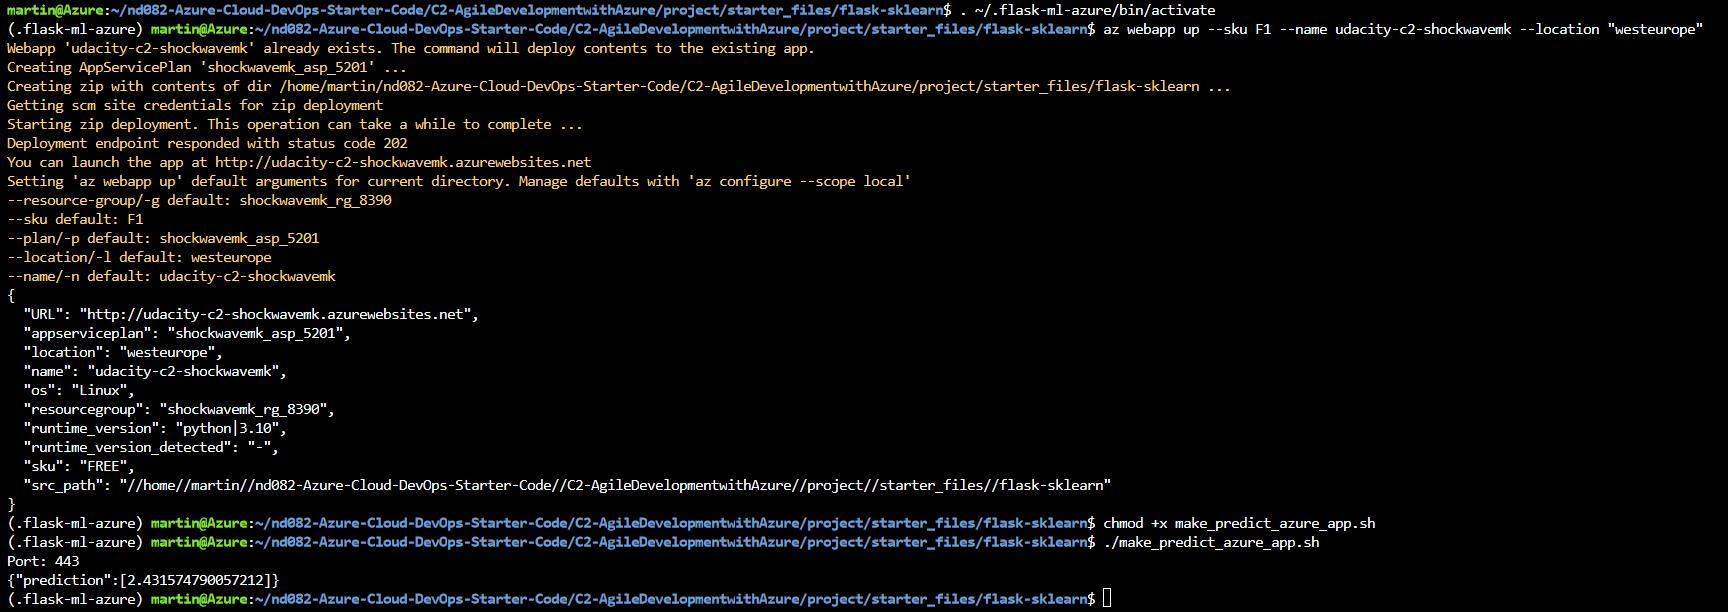 martin@Azure:~/nd082-Azure-Cloud-DevOps-Starter-Code/C2-AgileDevelopmentwithAzure/project/starter_files/flask-sklearn$ . ~/.flask-ml-azure/bin/activate
(.flask-ml-azure) martin@Azure:~/nd082-Azure-Cloud-DevOps-Starter-Code/C2-AgileDevelopmentwithAzure/project/starter_files/flask-sklearn$ az webapp up --sku F1 --name udacity-c2-shockwavemk --location "westeurope"
Webapp 'udacity-c2-shockwavemk' already exists. The command will deploy contents to the existing app.
Creating AppServicePlan 'shockwavemk_asp_5201' ...
Creating zip with contents of dir /home/martin/nd082-Azure-Cloud-DevOps-Starter-Code/C2-AgileDevelopmentwithAzure/project/starter_files/flask-sklearn ...
Getting scm site credentials for zip deployment
Starting zip deployment. This operation can take a while to complete ...
Deployment endpoint responded with status code 202
You can launch the app at http://udacity-c2-shockwavemk.azurewebsites.net
Setting 'az webapp up' default arguments for current directory. Manage defaults with 'az configure --scope local'
--resource-group/-g default: shockwavemk_rg_8390
--sku default: F1
--plan/-p default: shockwavemk_asp_5201
--location/-l default: westeurope
--name/-n default: udacity-c2-shockwavemk
{
  "URL": "http://udacity-c2-shockwavemk.azurewebsites.net",
  "appserviceplan": "shockwavemk_asp_5201",
  "location": "westeurope",
  "name": "udacity-c2-shockwavemk",
  "os": "Linux",
  "resourcegroup": "shockwavemk_rg_8390",
  "runtime_version": "python|3.10",
  "runtime_version_detected": "-",
  "sku": "FREE",
  "src_path": "//home//martin//nd082-Azure-Cloud-DevOps-Starter-Code//C2-AgileDevelopmentwithAzure//project//starter_files//flask-sklearn"
}
(.flask-ml-azure) martin@Azure:~/nd082-Azure-Cloud-DevOps-Starter-Code/C2-AgileDevelopmentwithAzure/project/starter_files/flask-sklearn$ chmod +x make_predict_azure_app.sh
(.flask-ml-azure) martin@Azure:~/nd082-Azure-Cloud-DevOps-Starter-Code/C2-AgileDevelopmentwithAzure/project/starter_files/flask-sklearn$ ./make_predict_azure_app.sh
Port: 443
{"prediction":[2.431574790057212]}
(.flask-ml-azure) martin@Azure:~/nd082-Azure-Cloud-DevOps-Starter-Code/C2-AgileDevelopmentwithAzure/project/starter_files/flask-sklearn$